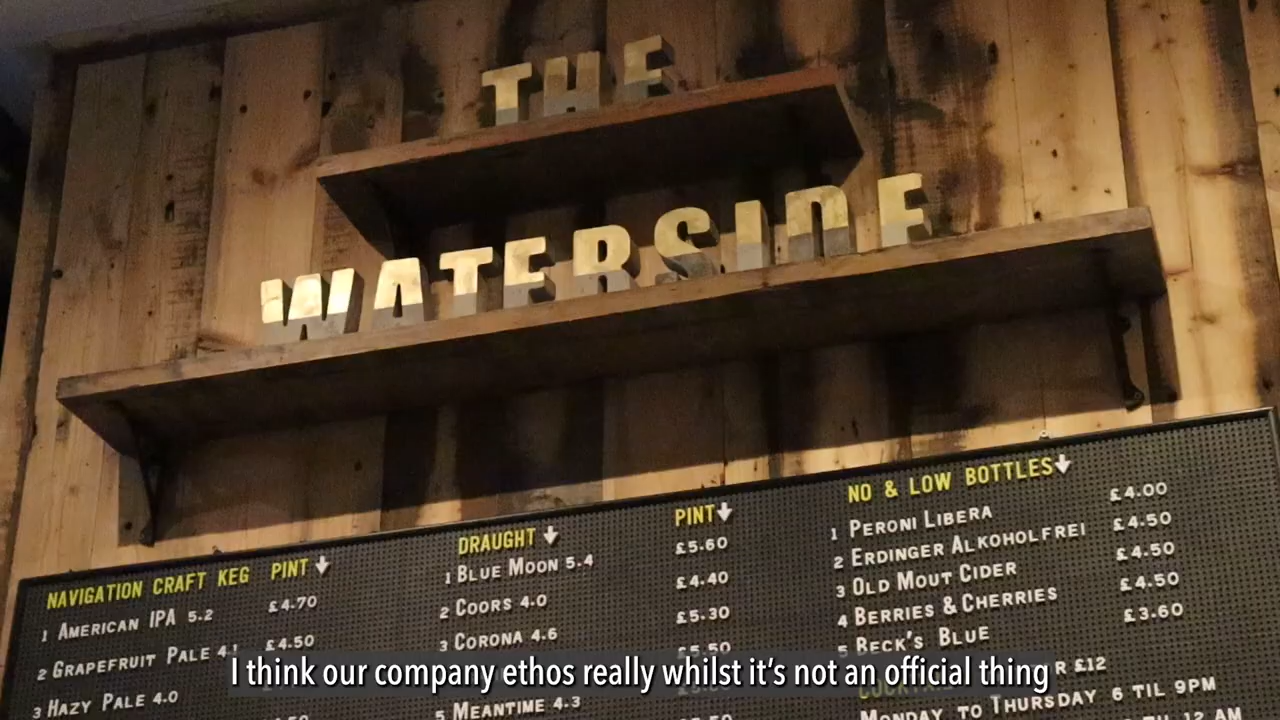 THE
WATERSIDE
NAVIGATION CRAFT KEG PINT
1 AMERICAN IPA 5.2 £4.70
2 GRAPEFRUIT PALE 4.1 £4.50
3 HAZY PALE 4.0
DRAUGHT PINT
1 BLUE MOON 5.4 £5.60
2 COORS 4.0 £4.40
3 CORONA 4.6 £5.30
£5.50
5 MEANTIME 4.3
NO & LOW BOTTLES
1 PERONI LIBERA £4.00
2 ERDINGER ALKOHOLFREI £4.50
3 OLD MOUT CIDER £4.50
4 BERRIES & CHERRIES £4.50
5 BECK'S BLUE £3.60
£12
MONDAY TO THURSDAY 6 TIL 9PM
12 AM
I think our company ethos really whilst it's not an official thing